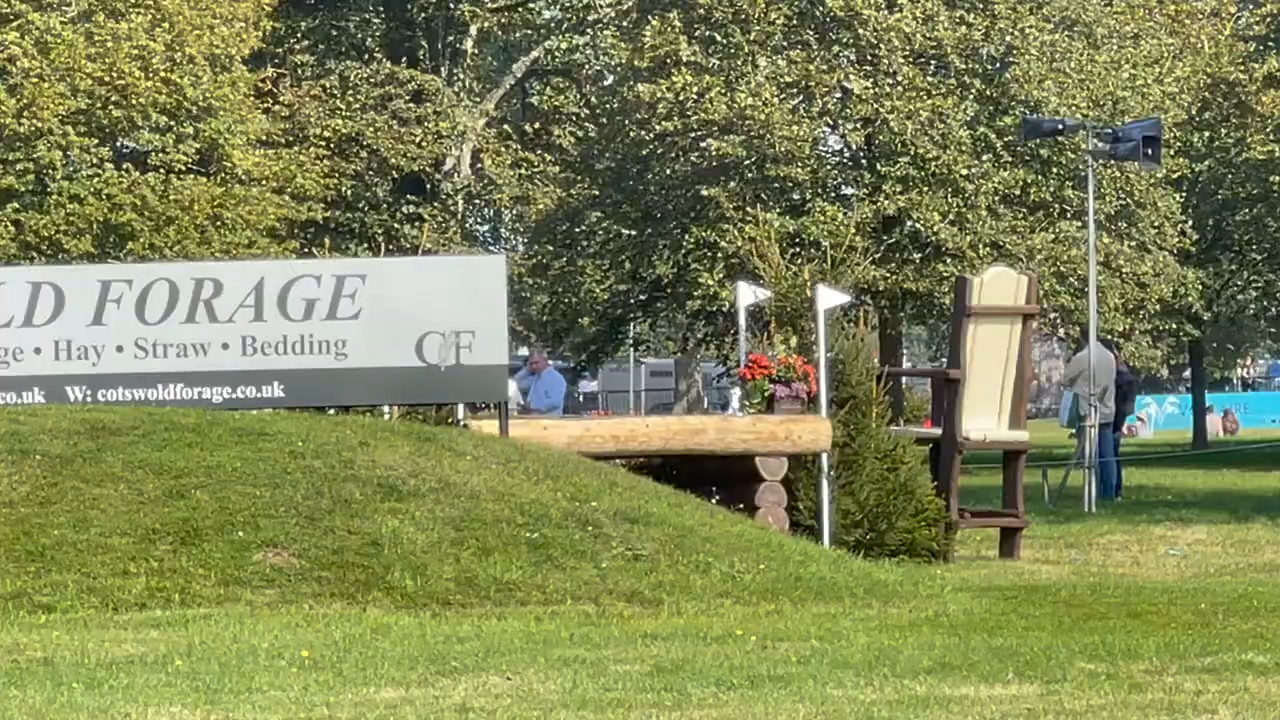 LD FORAGE
ge • Hay • Straw • Bedding
CF
co.uk W: cotswoldforage.co.uk